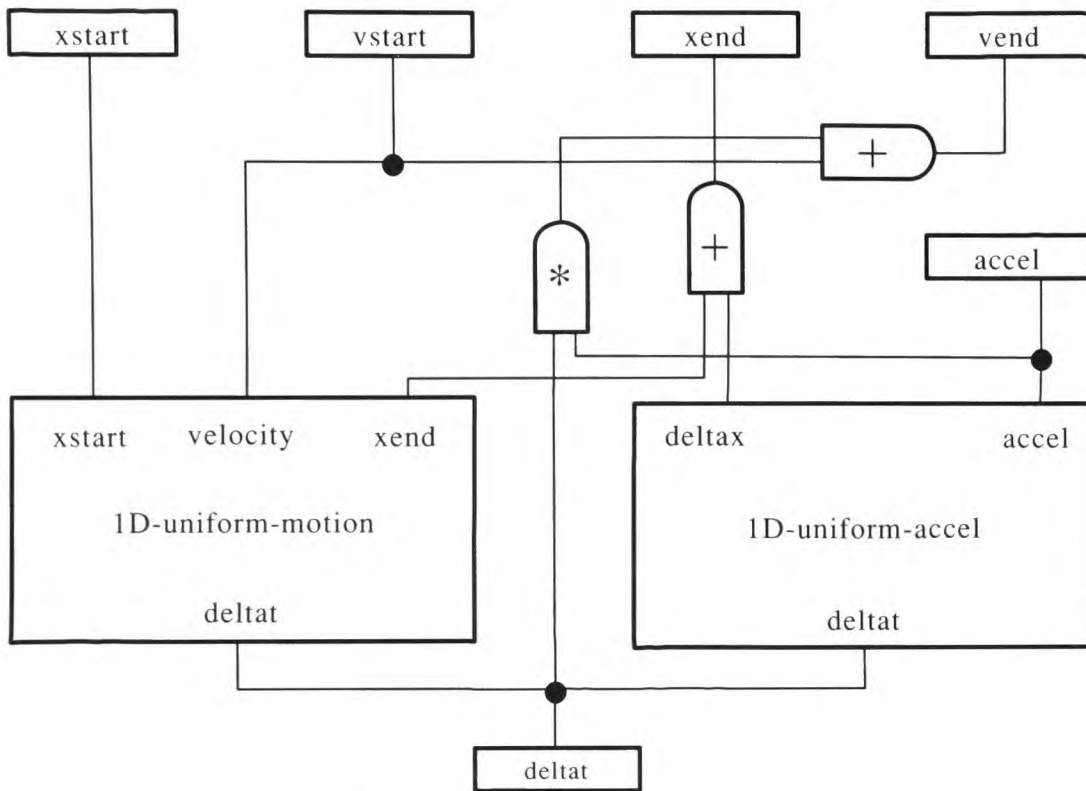 xstart
vstart
xend
vend
+
+
*
accel
xstart velocity xend
1D-uniform-motion
deltat
deltax accel
1D-uniform-accel
deltat
deltat